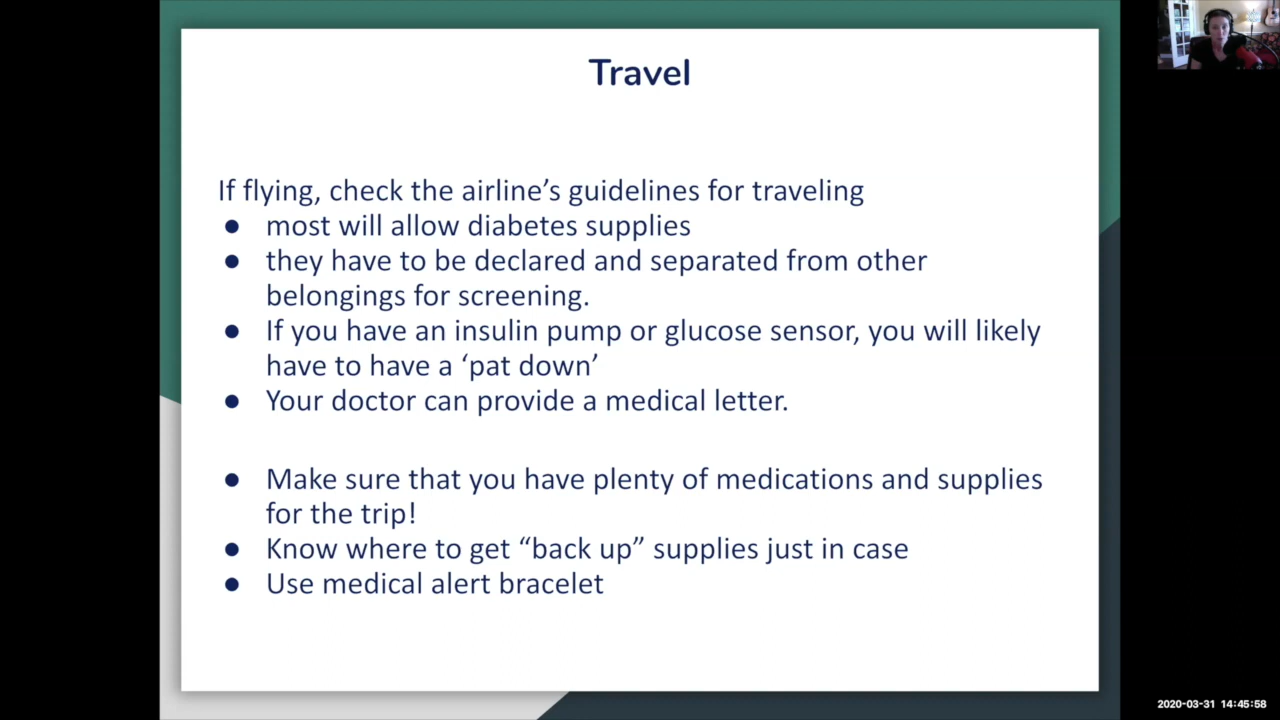 Travel
If flying, check the airline’s guidelines for traveling
● most will allow diabetes supplies
● they have to be declared and separated from other
belongings for screening.
● If you have an insulin pump or glucose sensor, you will likely
have to have a ‘pat down’
● Your doctor can provide a medical letter.
● Make sure that you have plenty of medications and supplies
for the trip!
● Know where to get “back up” supplies just in case
● Use medical alert bracelet
2020-03-31 14:45:58